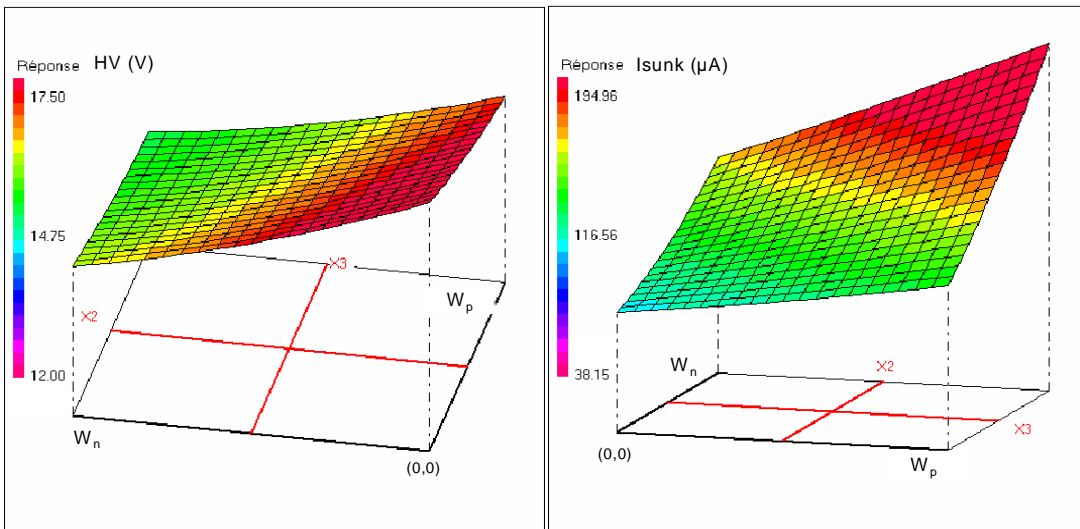 Réponse HV (V)
17.50
14.75
12.00
X3
X2
Wp
Wn
(0,0)
Réponse Isunk (µA)
194.96
116.56
38.15
Wn
X2
X3
(0,0)
Wp